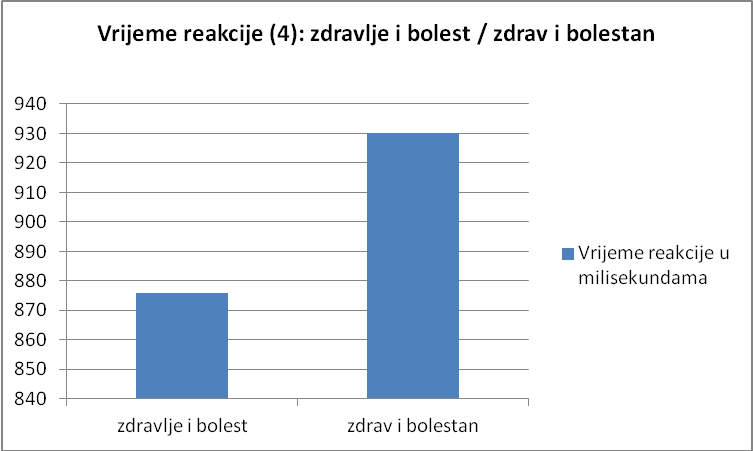 Vrijeme reakcije (4): zdravlje i bolest / zdrav i bolestan
940
930
920
910
900
890
880
870
860
850
840
zdravlje i bolest
zdrav i bolestan
Vrijeme reakcije u
milisekundama